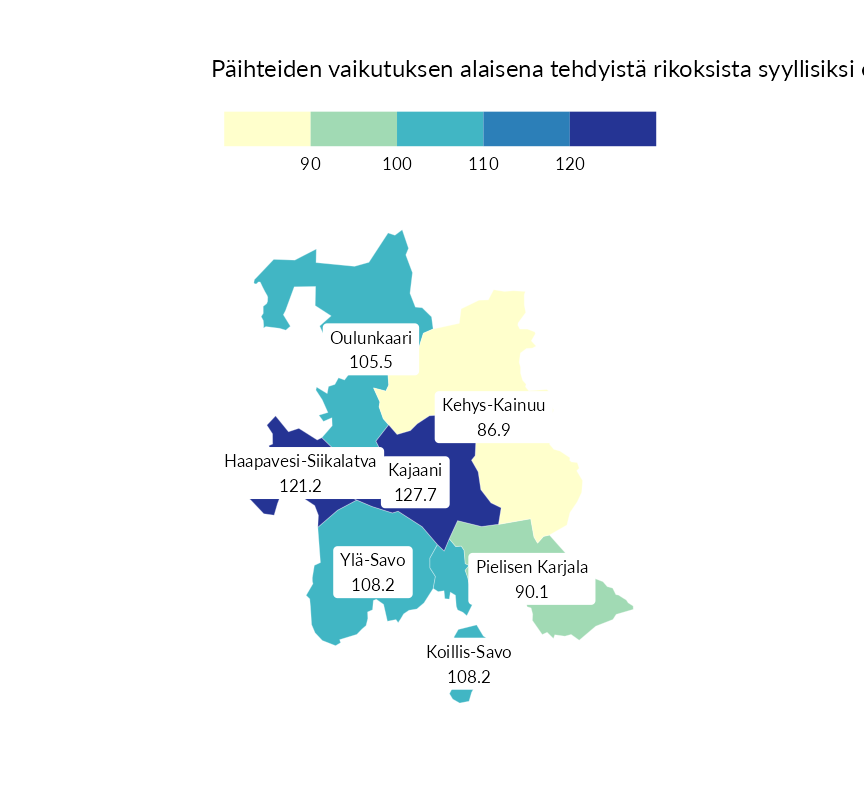 Päihteiden vaikutuksen alaisena tehdyistä rikoksista syyllisiksi
90 100 110 120
Oulunkaari
105.5
Kehys-Kainuu
86.9
Haapavesi-Siikalatva
121.2
Kajaani
127.7
Ylä-Savo
108.2
Pielisen Karjala
90.1
Koillis-Savo
108.2